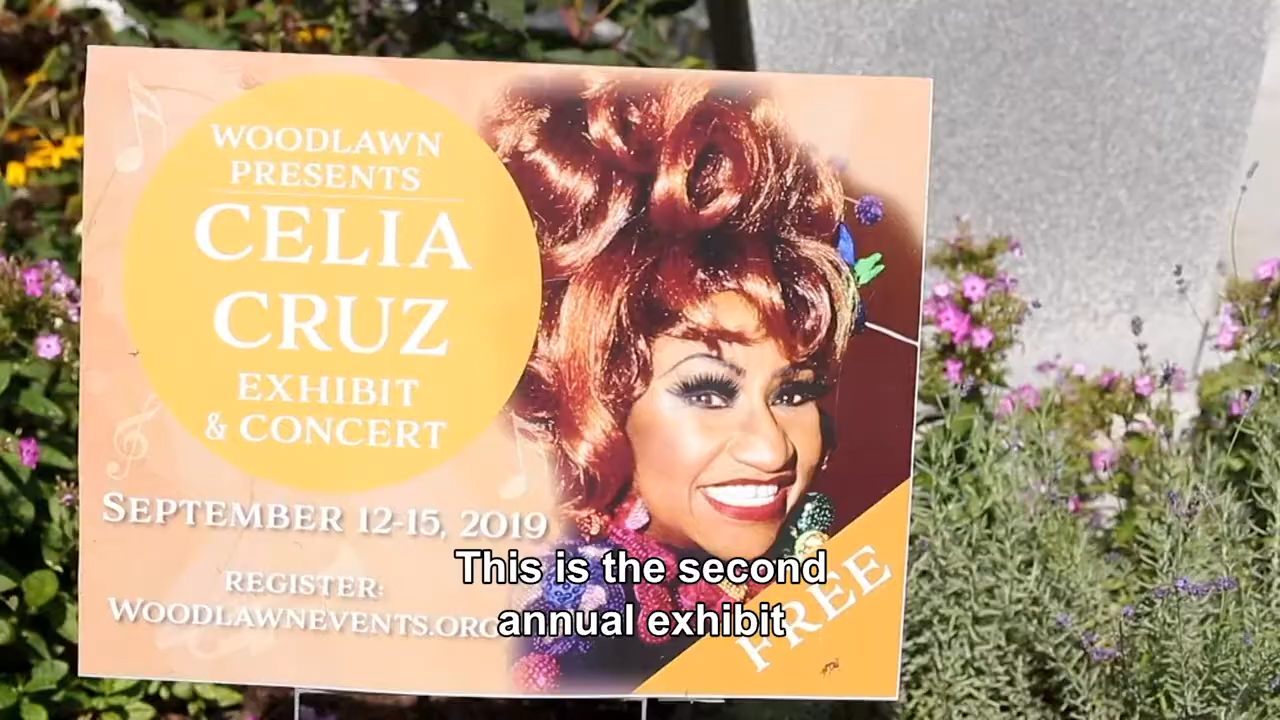 WOODLAWN
PRESENTS
CELIA
CRUZ
EXHIBIT
& CONCERT
SEPTEMBER 12-15, 2019
REGISTER:
WOODLAWNEVENTS.ORG
FREE
This is the second
annual exhibit